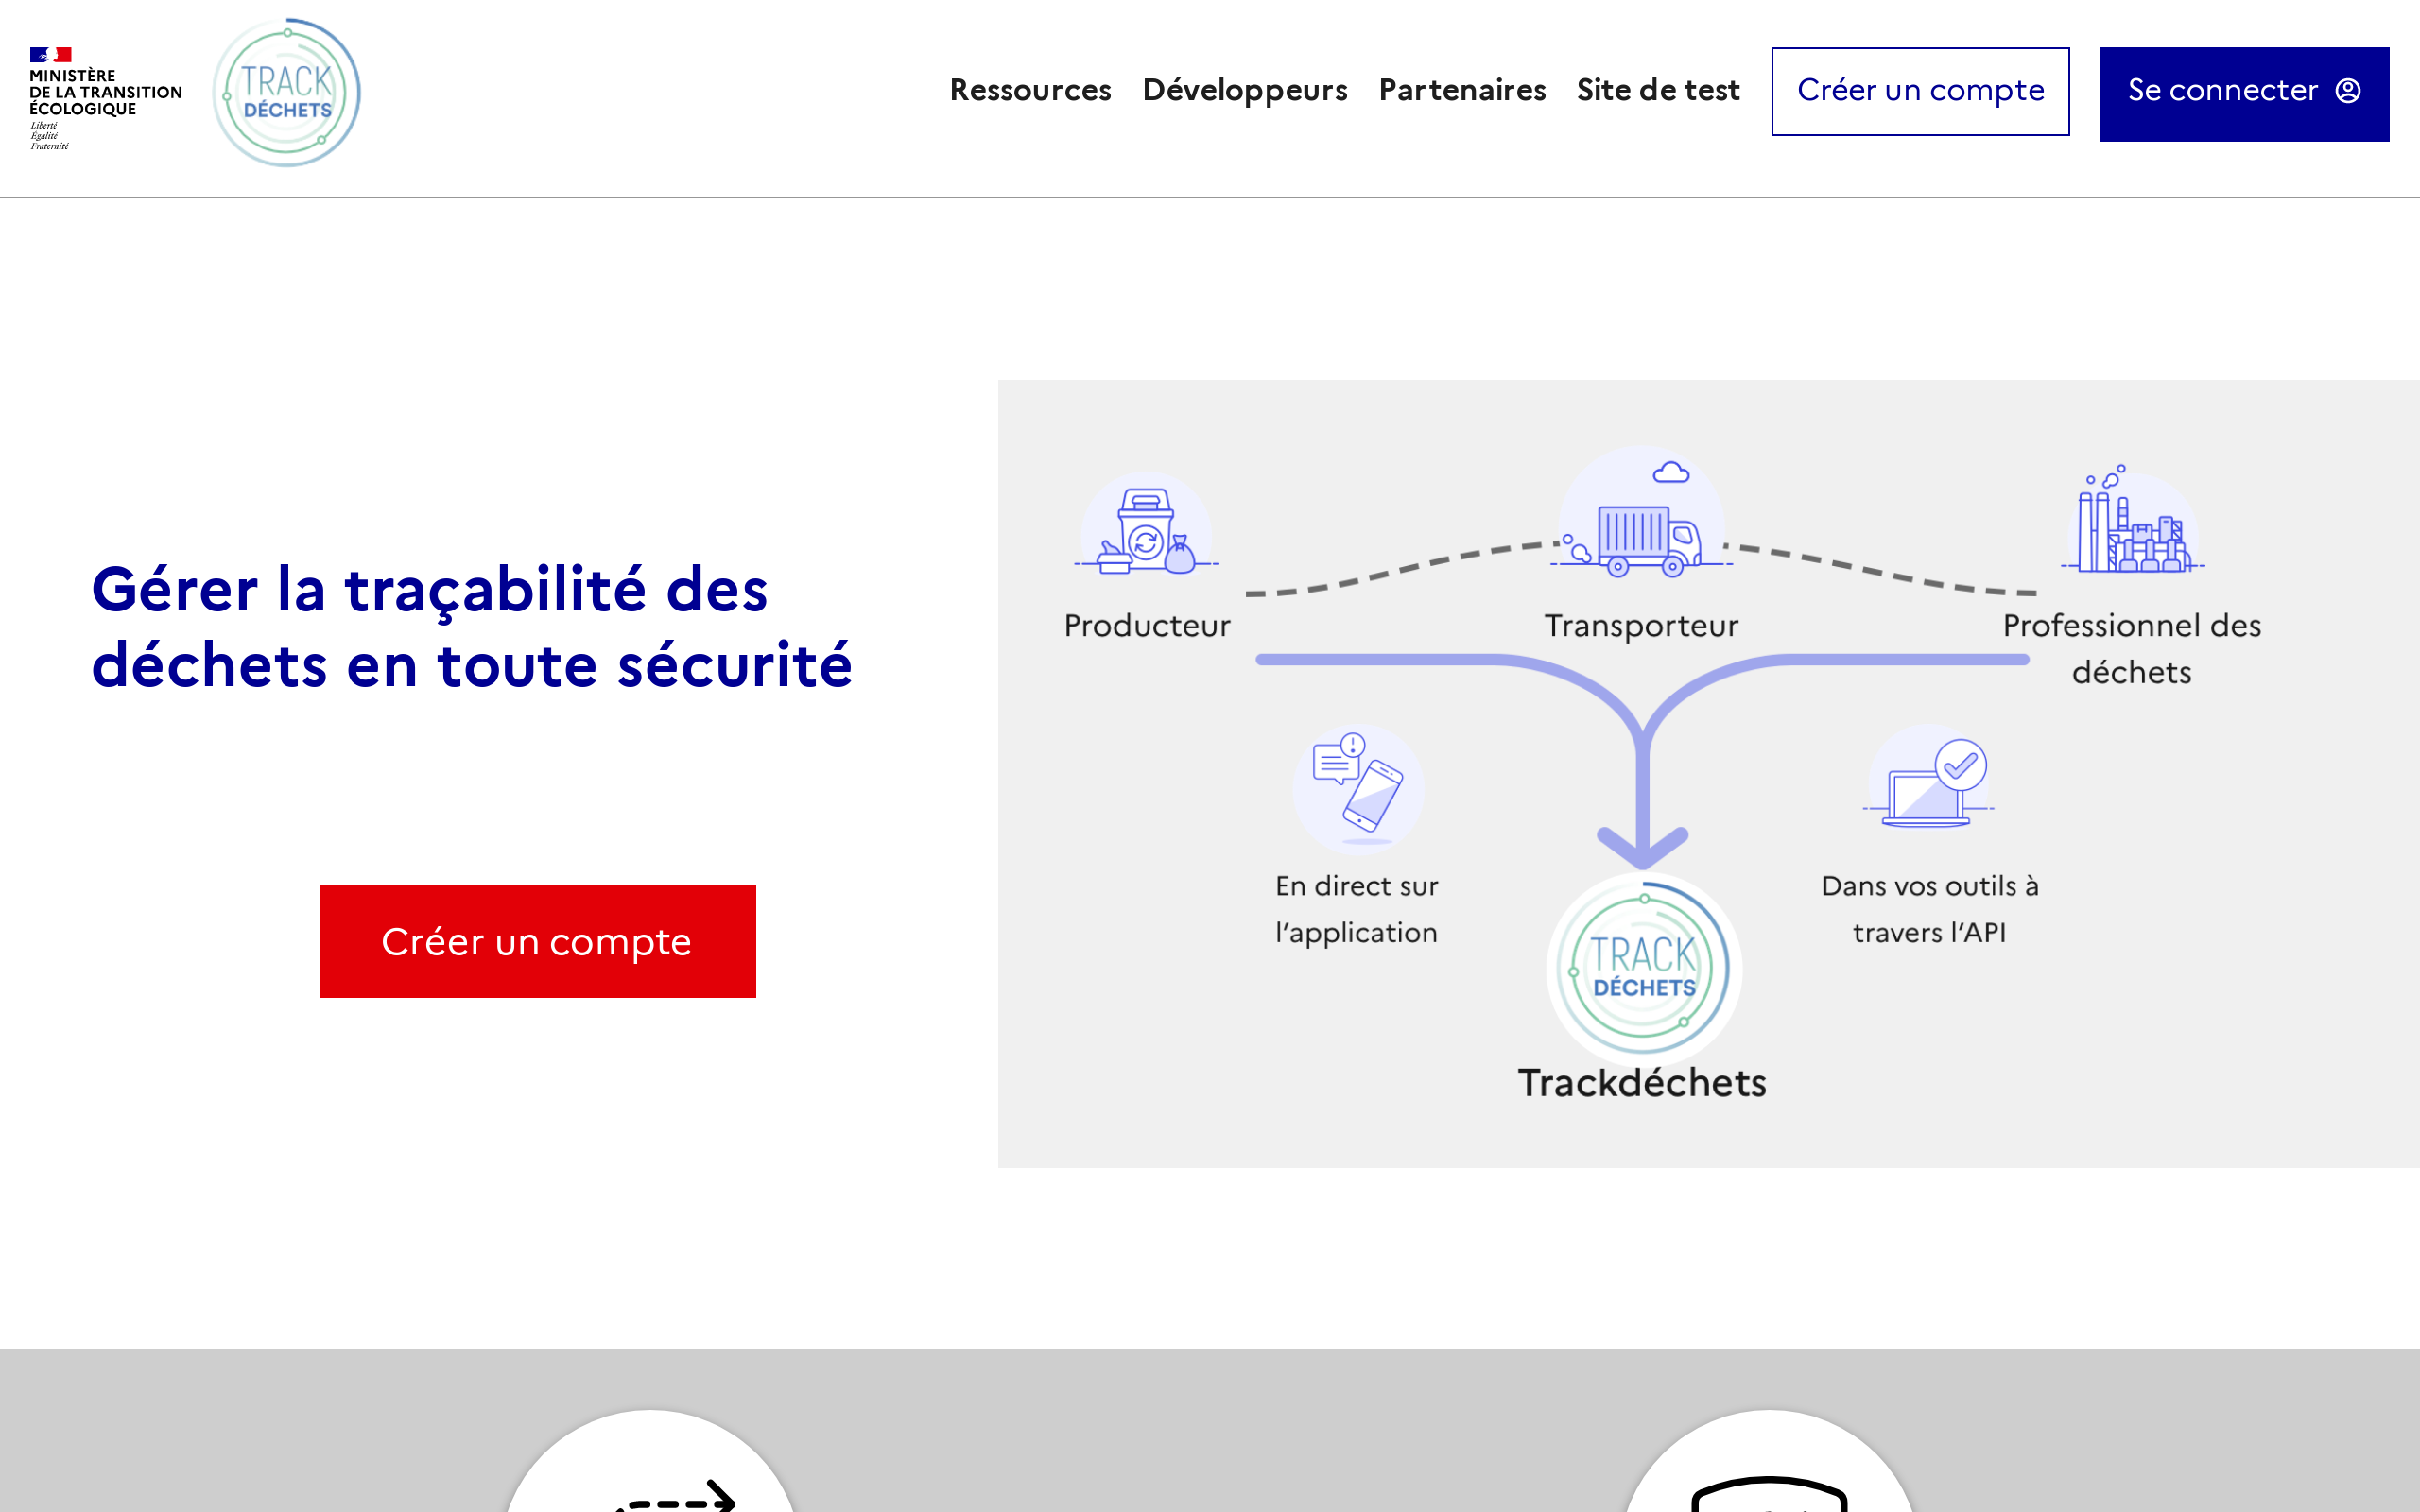 MINISTÈRE
DE LA TRANSITION
ÉCOLOGIQUE
Liberté
Égalité
Fraternité
TRACK
DÉCHETS
Ressources
Développeurs
Partenaires
Site de test
Créer un compte
Se connecter
Gérer la traçabilité des
déchets en toute sécurité
Créer un compte
Producteur
Transporteur
Professionnel des
déchets
En direct sur
l’application
Dans vos outils à
travers l’API
TRACK
DÉCHETS
Trackdéchets